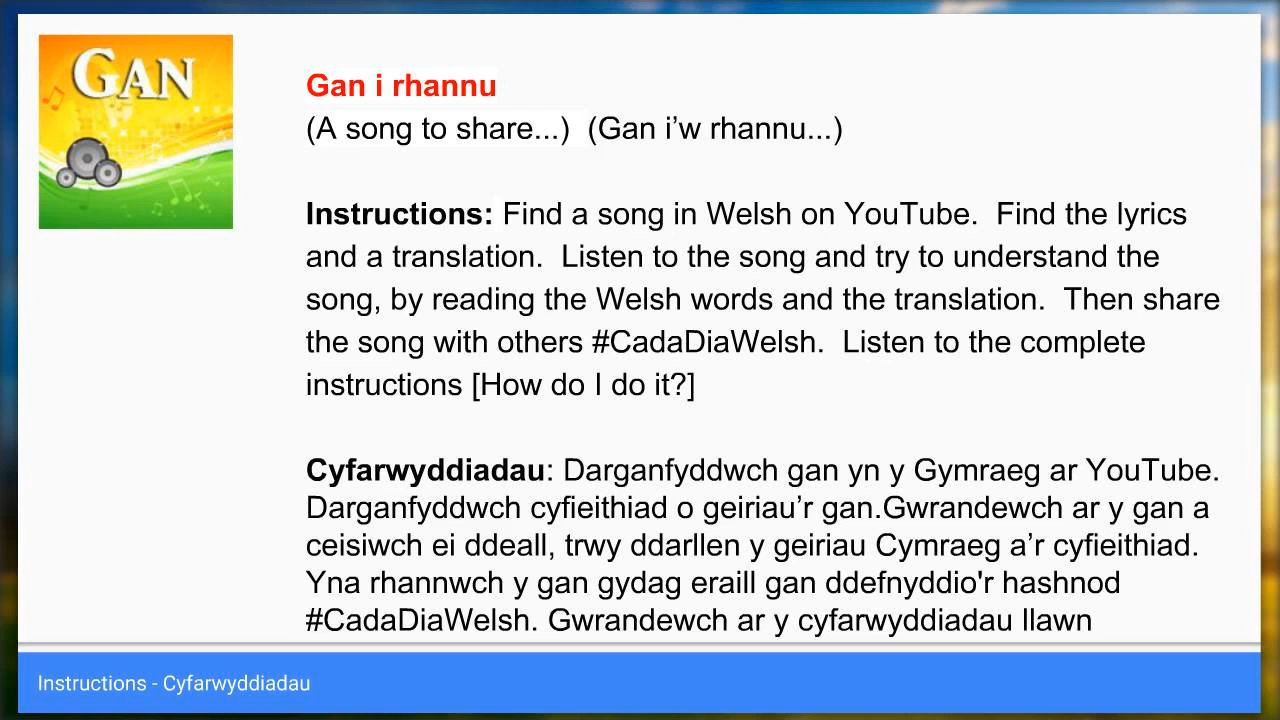 GAN
Gan i rhannu
(A song to share...)  (Gan i’w rhannu...)
Instructions: Find a song in Welsh on YouTube.  Find the lyrics
and a translation.  Listen to the song and try to understand the
song, by reading the Welsh words and the translation.  Then share
the song with others #CadaDiaWelsh.  Listen to the complete
instructions [How do I do it?]
Cyfarwyddiadau: Darganfyddwch gan yn y Gymraeg ar YouTube.
Darganfyddwch cyfieithiad o geiriau’r gan.Gwrandewch ar y gan a
ceisiwch ei ddeall, trwy ddarllen y geiriau Cymraeg a’r cyfieithiad.
Yna rhannwch y gan gydag eraill gan ddefnyddio'r hashnod
#CadaDiaWelsh. Gwrandewch ar y cyfarwyddiadau llawn
Instructions - Cyfarwyddiadau